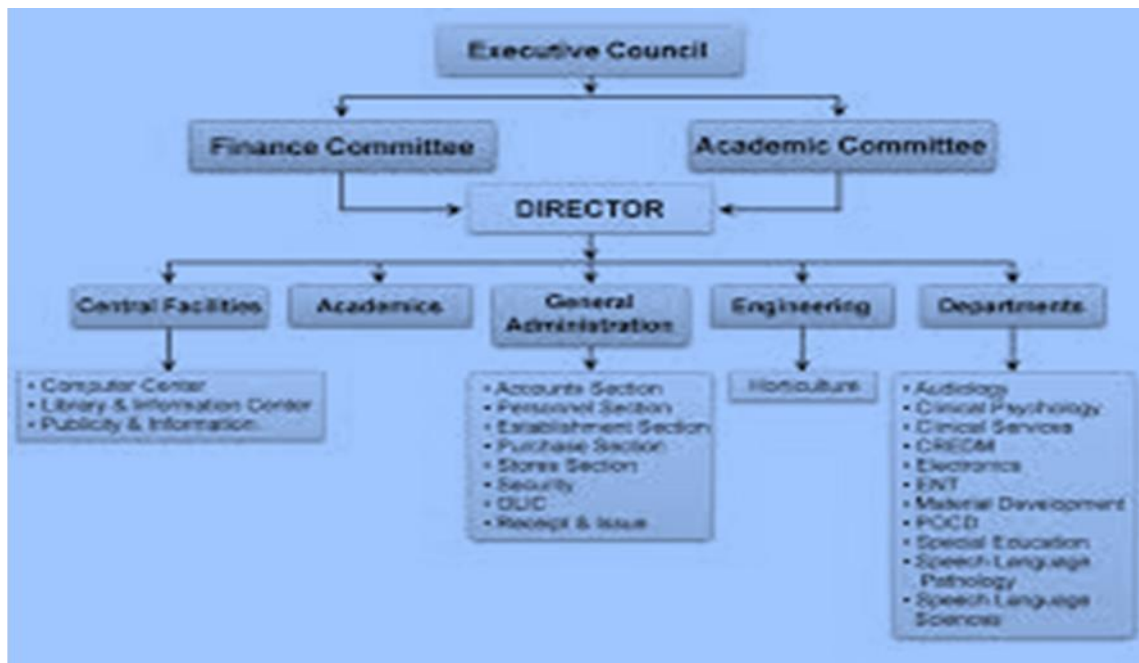 Executive Council
Finance Committee
Academic Committee
DIRECTOR
Central Facilities
Academics
General
Administration
Engineering
Departments
• Computer Center
• Library & Information Center
• Publicity & Information
• Accounts Section
• Personnel Section
• Establishment Section
• Purchase Section
• Stores Section
• Security
• OLIC
• Receipt & Issue
Horticulture
• Audiology
• Clinical Psychology
• Clinical Services
• CREDM
• Electronics
• ENT
• Material Development
• POCD
• Special Education
• Speech Language
Pathology
• Speech Language
Sciences